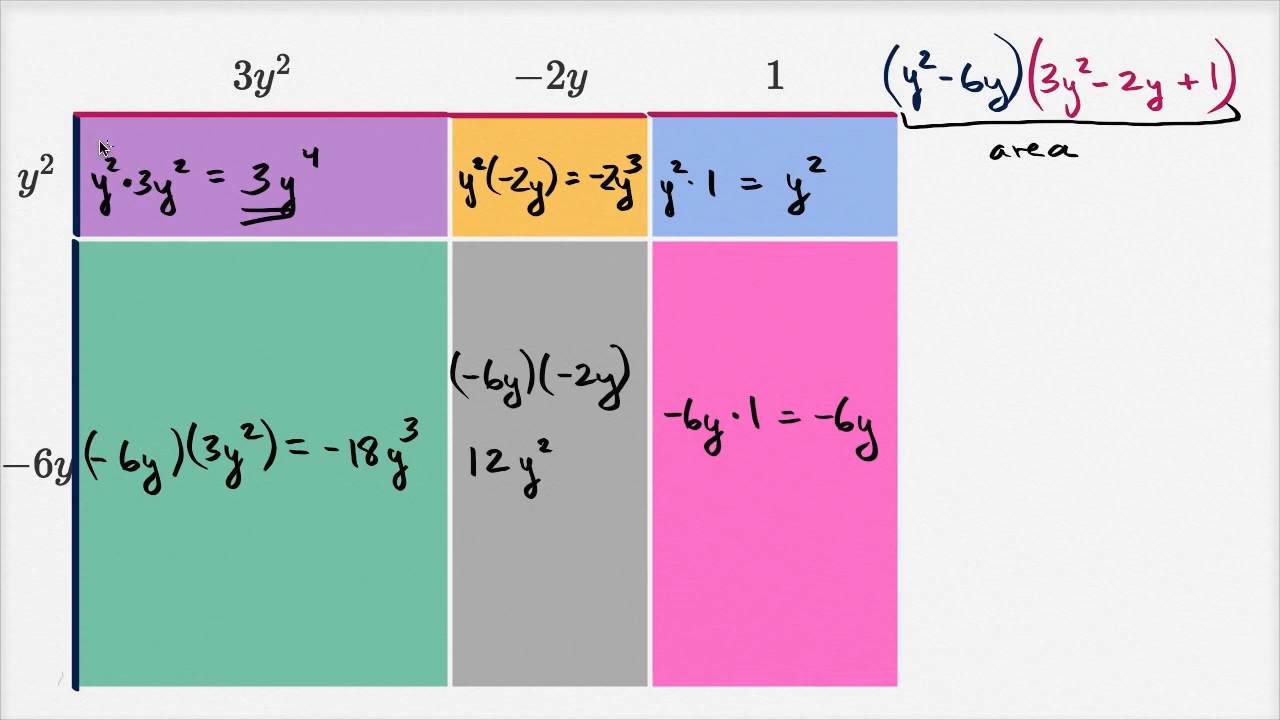 3y² −2y 1
(y² - 6y)(3y² - 2y + 1)
area
y²
y² · 3y² = 3y⁴
y²(-2y) = -2y³
y² · 1 = y²
−6y
(-6y)(3y²) = -18y³
(-6y)(-2y)
12y²
-6y · 1 = -6y